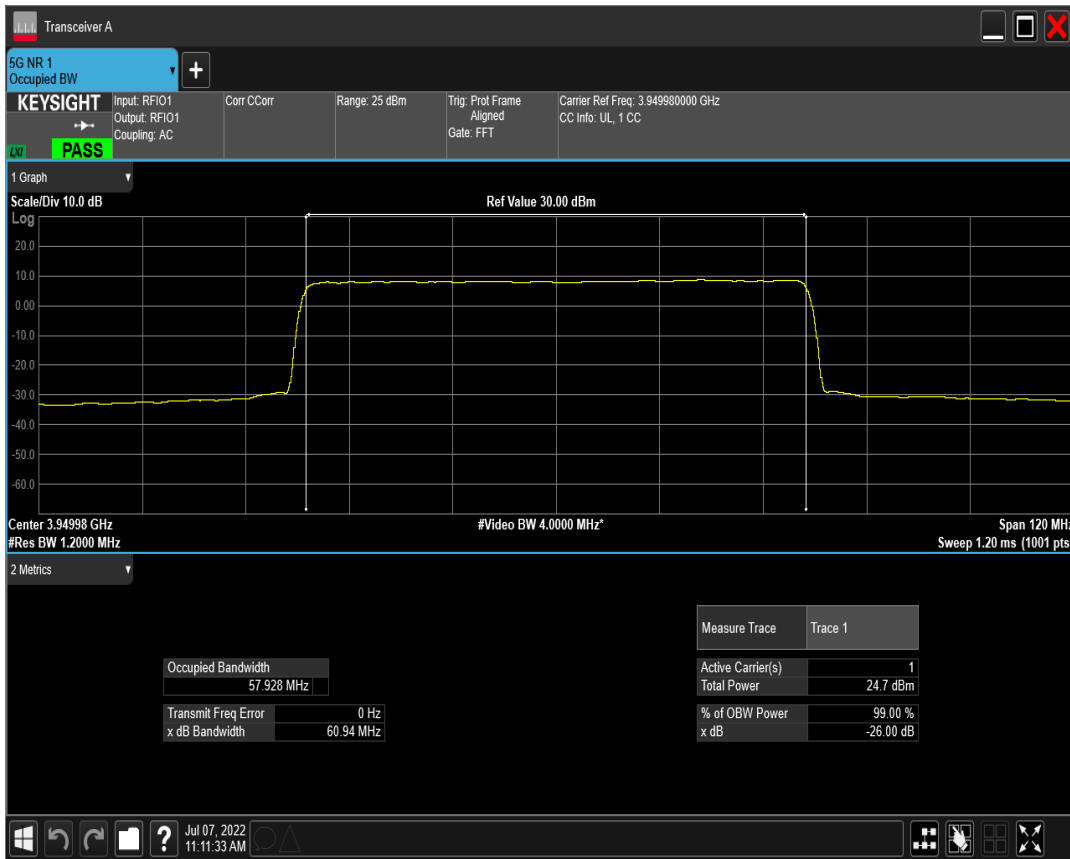 Transceiver A
5G NR 1
Occupied BW
+
KEYSIGHT
LXI
PASS
Input: RFIO1
Output: RFIO1
Coupling: AC
Corr CCorr
Range: 25 dBm
Trig: Prot Frame
Aligned
Gate: FFT
Carrier Ref Freq: 3.949980000 GHz
CC Info: UL, 1 CC
1 Graph
Scale/Div 10.0 dB
Ref Value 30.00 dBm
Log
20.0
10.0
0.00
-10.0
-20.0
-30.0
-40.0
-50.0
-60.0
Center 3.94998 GHz
#Video BW 4.0000 MHz*
Span 120 MHz
#Res BW 1.2000 MHz
Sweep 1.20 ms (1001 pts
2 Metrics
Measure Trace Trace 1
Occupied Bandwidth
57.928 MHz
Active Carrier(s) 1
Total Power 24.7 dBm
Transmit Freq Error 0 Hz
x dB Bandwidth 60.94 MHz
% of OBW Power 99.00 %
x dB -26.00 dB
?
Jul 07, 2022
11:11:33 AM